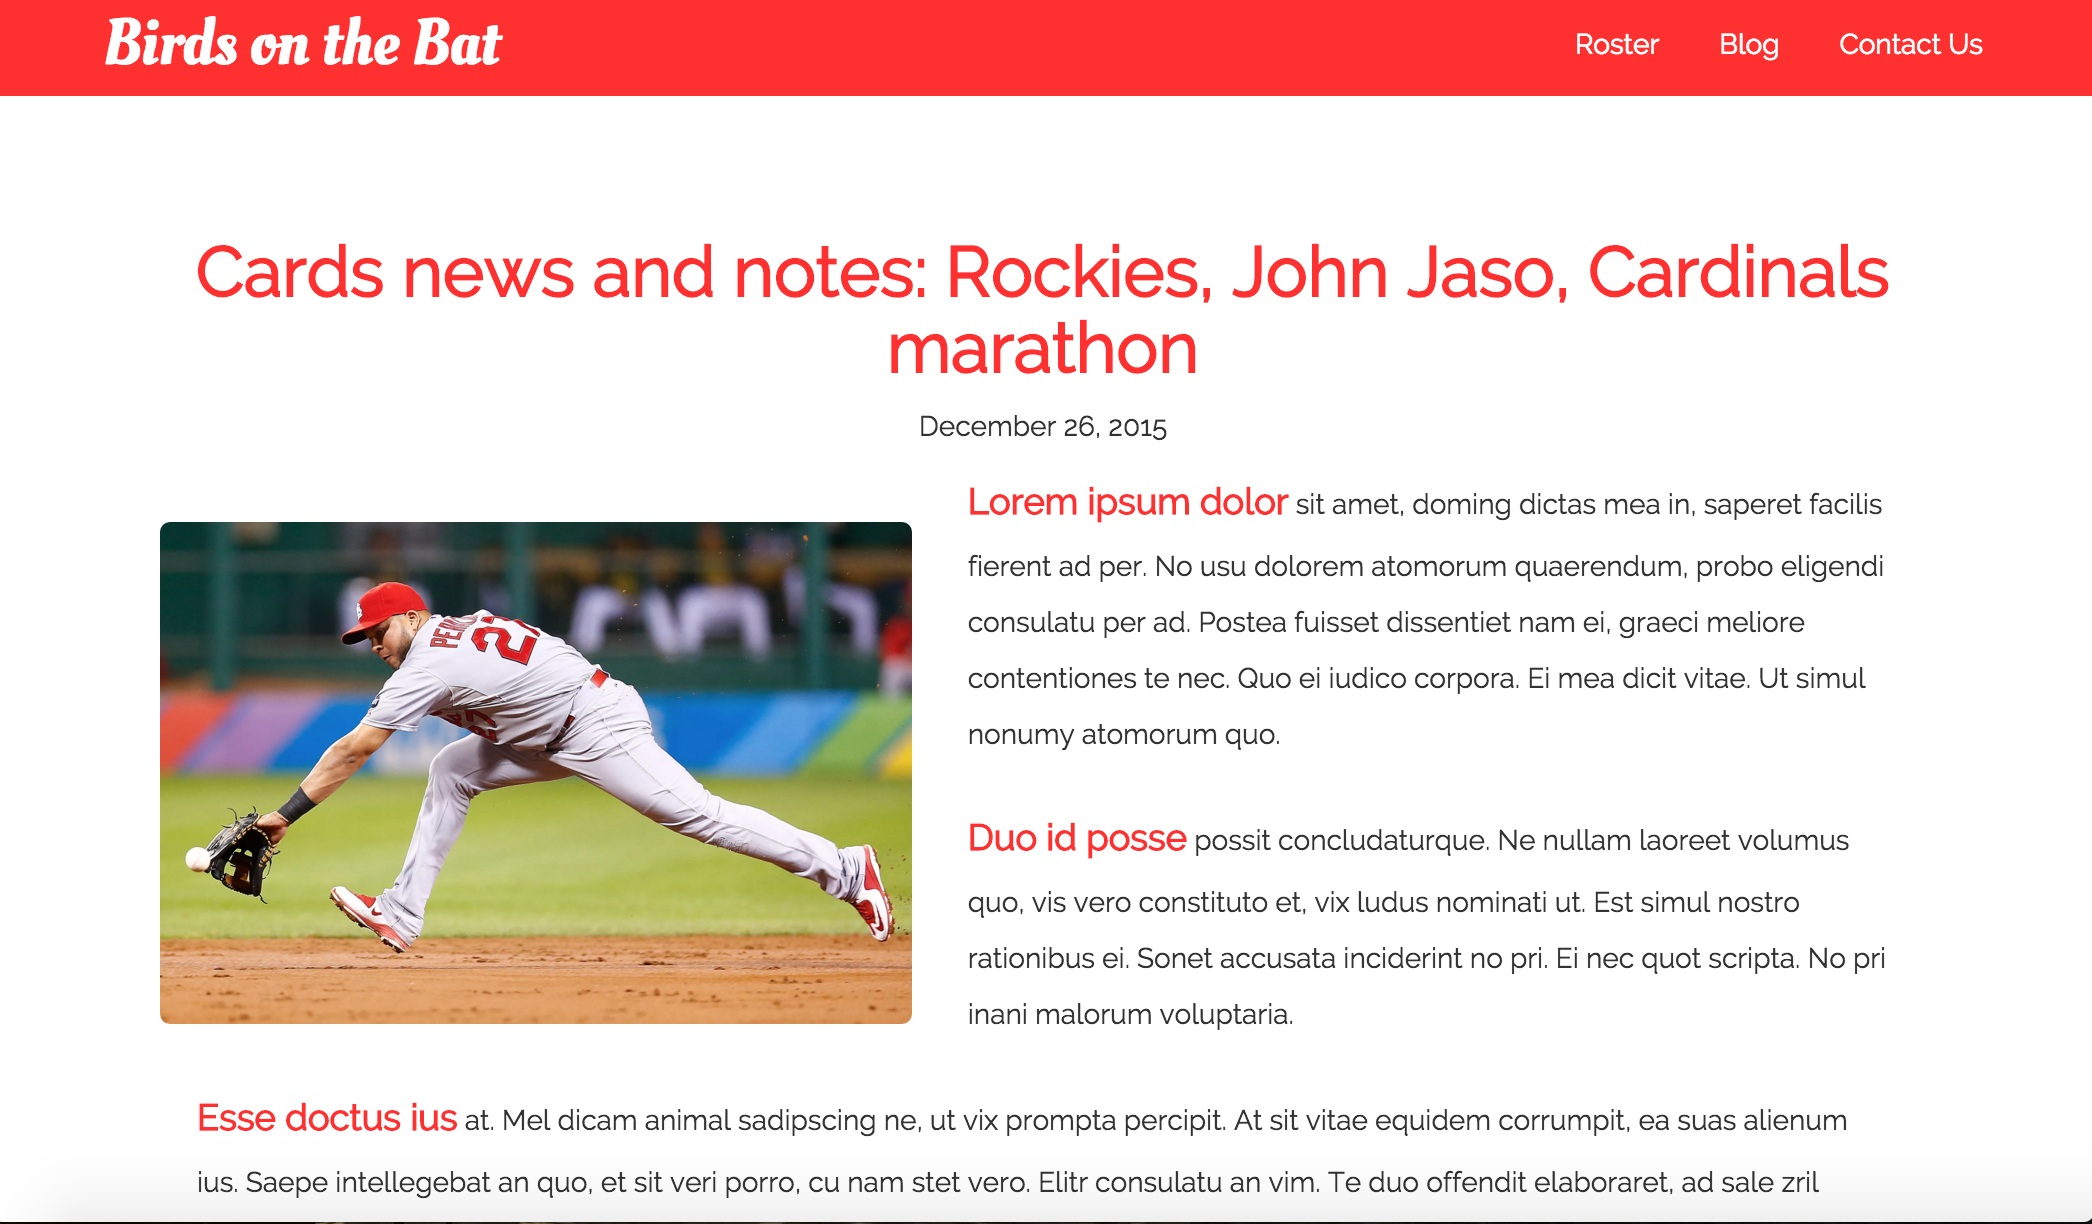 Birds on the Bat
Roster Blog Contact Us
Cards news and notes: Rockies, John Jaso, Cardinals
marathon
December 26, 2015
Lorem ipsum dolor sit amet, doming dictas mea in, saperet facilis
fierent ad per. No usu dolorem atomorum quaerendum, probo eligendi
consulatu per ad. Postea fuisset dissentiet nam ei, graeci meliore
contentiones te nec. Quo ei iudico corpora. Ei mea dicit vitae. Ut simul
nonumy atomorum quo.
27
Duo id posse possit concludaturque. Ne nullam laoreet volumus
quo, vis vero constituto et, vix ludus nominati ut. Est simul nostro
rationibus ei. Sonet accusata inciderint no pri. Ei nec quot scripta. No pri
inani malorum voluptaria.
Esse doctus ius at. Mel dicam animal sadipscing ne, ut vix prompta percipit. At sit vitae equidem corrumpit, ea suas alienum
ius. Saepe intellegebat an quo, et sit veri porro, cu nam stet vero. Elitr consulatu an vim. Te duo offendit elaboraret, ad sale zril